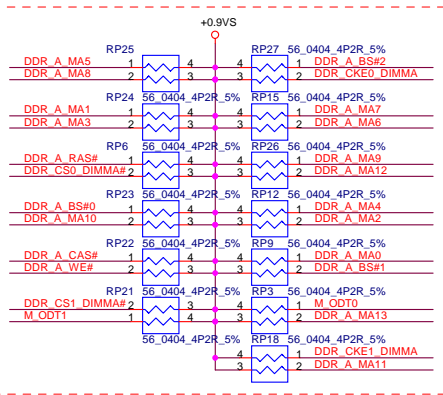 +0.9VS
RP25 RP27 56_0404_4P2R_5%
DDR_A_MA5 1 4 4 1 DDR_A_BS#2
DDR_A_MA8 2 3 3 2 DDR_CKE0_DIMMA
RP24 56_0404_4P2R_5% RP15 56_0404_4P2R_5%
DDR_A_MA1 1 4 4 1 DDR_A_MA7
DDR_A_MA3 2 3 3 2 DDR_A_MA6
RP6 56_0404_4P2R_5% RP26 56_0404_4P2R_5%
DDR_A_RAS# 1 4 4 1 DDR_A_MA9
DDR_CS0_DIMMA# 2 3 3 2 DDR_A_MA12
RP23 56_0404_4P2R_5% RP12 56_0404_4P2R_5%
DDR_A_BS#0 1 4 4 1 DDR_A_MA4
DDR_A_MA10 2 3 3 2 DDR_A_MA2
RP22 56_0404_4P2R_5% RP9 56_0404_4P2R_5%
DDR_A_CAS# 1 4 4 1 DDR_A_MA0
DDR_A_WE# 2 3 3 2 DDR_A_BS#1
RP21 56_0404_4P2R_5% RP3 56_0404_4P2R_5%
DDR_CS1_DIMMA# 2 3 4 1 M_ODT0
M_ODT1 1 4 3 2 DDR_A_MA13
56_0404_4P2R_5% RP18 56_0404_4P2R_5%
4 1 DDR_CKE1_DIMMA
3 2 DDR_A_MA11